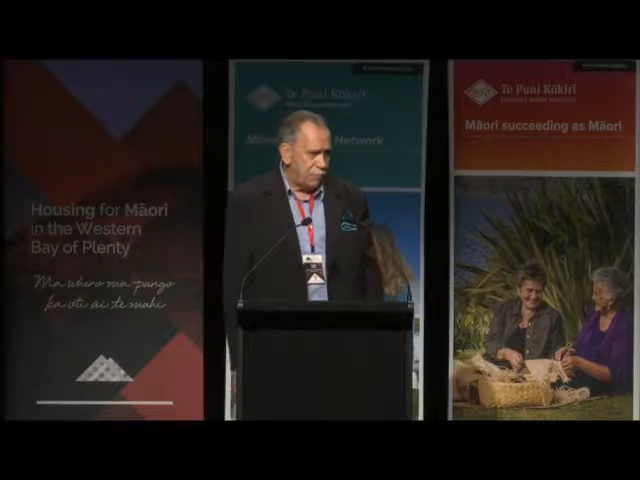 Housing for Māori
in the Western
Bay of Plenty
Ma whero ma pango
ka oti ai te mahi
Te Puni Kōkiri
Network
Te Puni Kōkiri
Māori succeeding as Māori